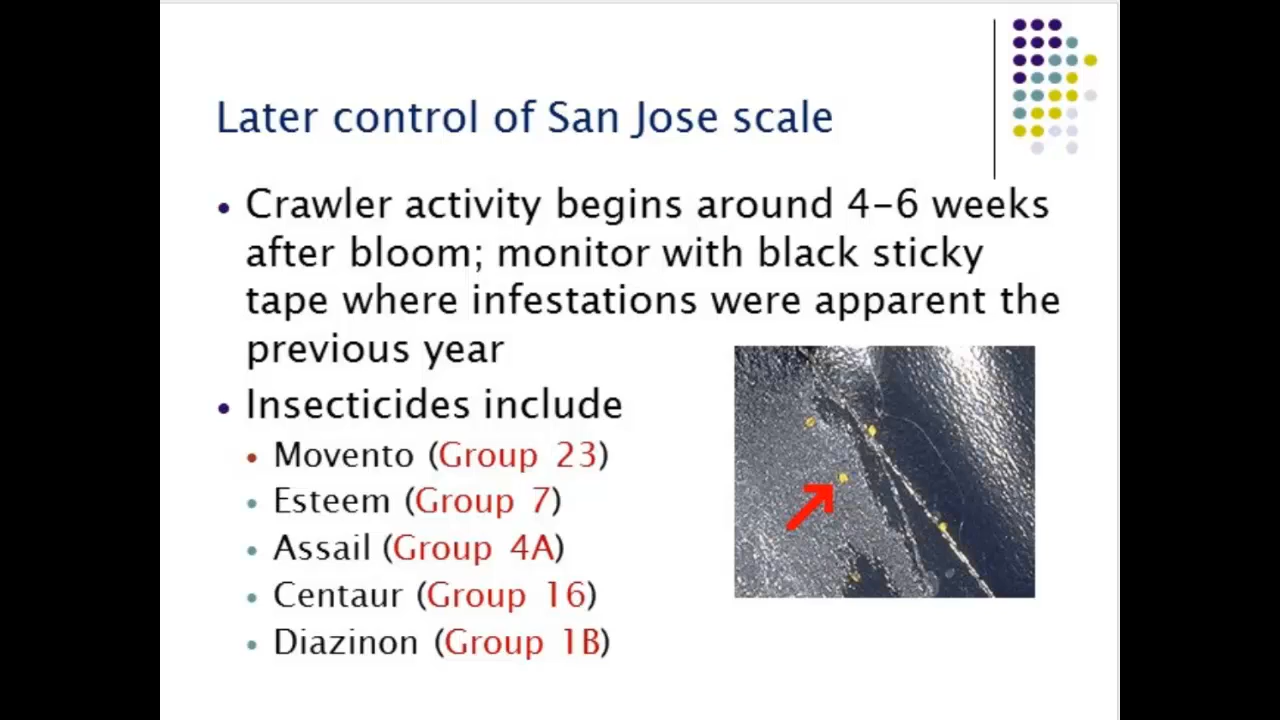 Later control of San Jose scale
• Crawler activity begins around 4-6 weeks
after bloom; monitor with black sticky
tape where infestations were apparent the
previous year
• Insecticides include
• Movento (Group 23)
• Esteem (Group 7)
• Assail (Group 4A)
• Centaur (Group 16)
• Diazinon (Group 1B)